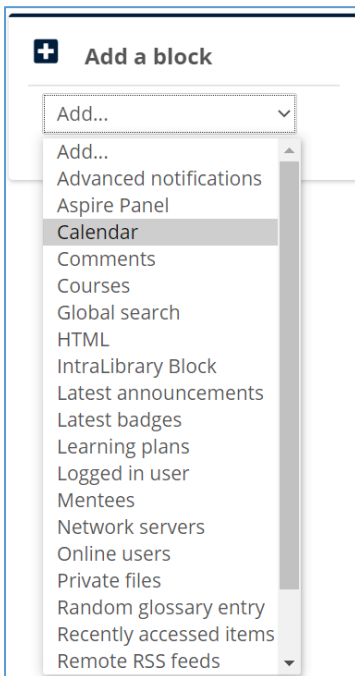 Add a block
Add...
Add...
Advanced notifications
Aspire Panel
Calendar
Comments
Courses
Global search
HTML
IntraLibrary Block
Latest announcements
Latest badges
Learning plans
Logged in user
Mentees
Network servers
Online users
Private files
Random glossary entry
Recently accessed items
Remote RSS feeds